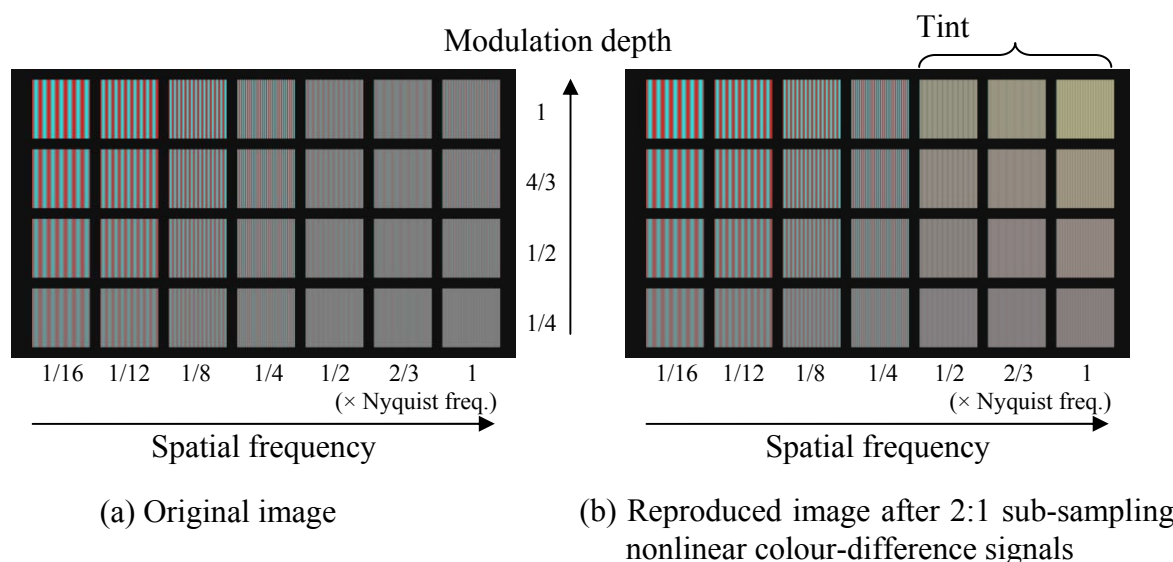 Modulation depth
Tint
1
4/3
1/2
1/4
1/16 1/12 1/8 1/4 1/2 2/3 1
(× Nyquist freq.)
Spatial frequency
1/16 1/12 1/8 1/4 1/2 2/3 1
(× Nyquist freq.)
Spatial frequency
(a) Original image
(b) Reproduced image after 2:1 sub-sampling
nonlinear colour-difference signals